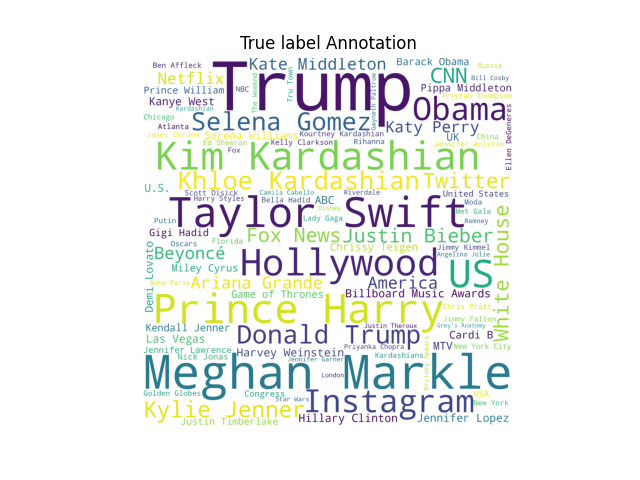 True label Annotation
Ben Affleck Kate Middleton Barack Obama Russia
Netflix Trump CNN Bill Cosby
Prince William NBC The Weeknd Tru Town Gwyneth Paltrow Pippa Middleton
Kanye West Obama Tristan Thompson
Kardashian
Chicago Selena Gomez Katy Perry Ellen DeGeneres
Atlanta
James Corden Serena Williams Kourtney Kardashian UK China
Ed Sheeran Kelly Clarkson Rihanna Jennifer Aniston
Fox
Kim Kardashian
Khloe Kardashian Twitter
U.S. Scott Disick Camila Cabello Riverdale United States
Harry Styles Bella Hadid ABC Moda
Taylor Swift Disney Met Gala
Putin Lady Gaga Romney
Gigi Hadid Fox News Justin Bieber White House
Oscars Florida Chrissy Teigen Jimmy Kimmel
Demi Lovato Beyoncé Hollywood Angelina Jolie
Miley Cyrus US
Anna Faris Ariana Grande America
Game of Thrones Billboard Music Awards
Prince Harry Chris Pratt
Jimmy Fallon
Kendall Jenner Justin Theroux Grey's Anatomy
Las Vegas Donald Trump Cardi B
Jennifer Lawrence Harvey Weinstein Priyanka Chopra MTV New York City
Nick Jonas Jennifer Garner Kardashians Britney Spears
Meghan Markle
London
Golden Globes Congress USA
Star Wars Instagram New York
Kylie Jenner
Justin Timberlake Hillary Clinton Jennifer Lopez